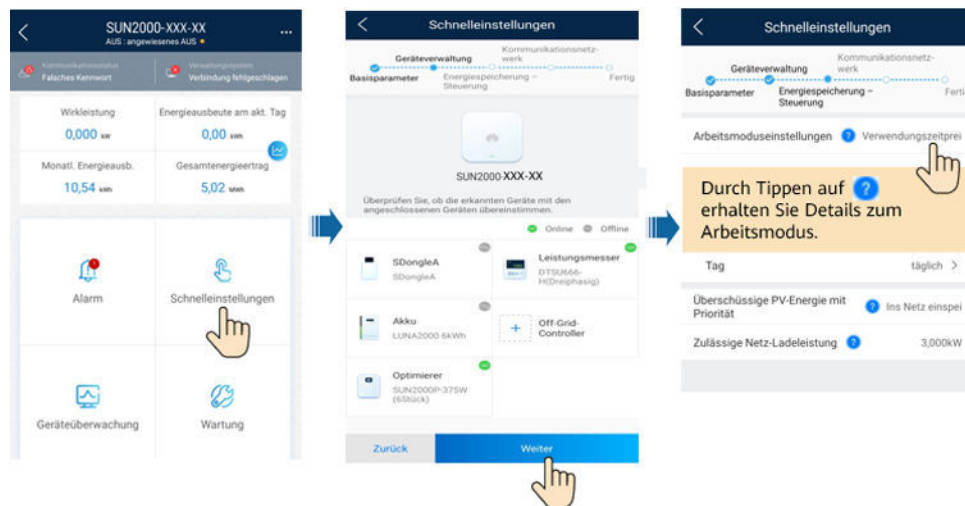 SUN2000-XXX-XX
AUS : angewiesenes AUS
Kommunikationsstatus
Falsches Kennwort
Verwaltungssystem
Verbindung fehlgeschlagen
Wirkleistung
0,000 kW
Energieausbeute am akt. Tag
0,00 kWh
Monatl. Energieausb.
10,54 kWh
Gesamtenergieertrag
5,02 MWh
Alarm
Schnelleinstellungen
Geräteüberwachung
Wartung
Schnelleinstellungen
Geräteverwaltung
Kommunikationsnetz-
werk
Basisparameter
Energiespeicherung –
Steuerung
Fertig
SUN2000-XXX-XX
Überprüfen Sie, ob die erkannten Geräte mit den
angeschlossenen Geräten übereinstimmen.
Online
Offline
SDongleA
SDongleA
Leistungsmesser
DTSU666-
H(Dreiphasig)
Akku
LUNA2000 6kWh
Off-Grid-
Controller
Optimierer
SUN2000P-375W
(6Stück)
Zurück
Weiter
Schnelleinstellungen
Geräteverwaltung
Kommunikationsnetz-
werk
Basisparameter
Energiespeicherung –
Steuerung
Ferti
Arbeitsmoduseinstellungen ? Verwendungszeitprei
Durch Tippen auf ?
erhalten Sie Details zum
Arbeitsmodus.
Tag
täglich >
Überschüssige PV-Energie mit
Priorität
? Ins Netz einspei
Zulässige Netz-Ladeleistung ? 3,000kW